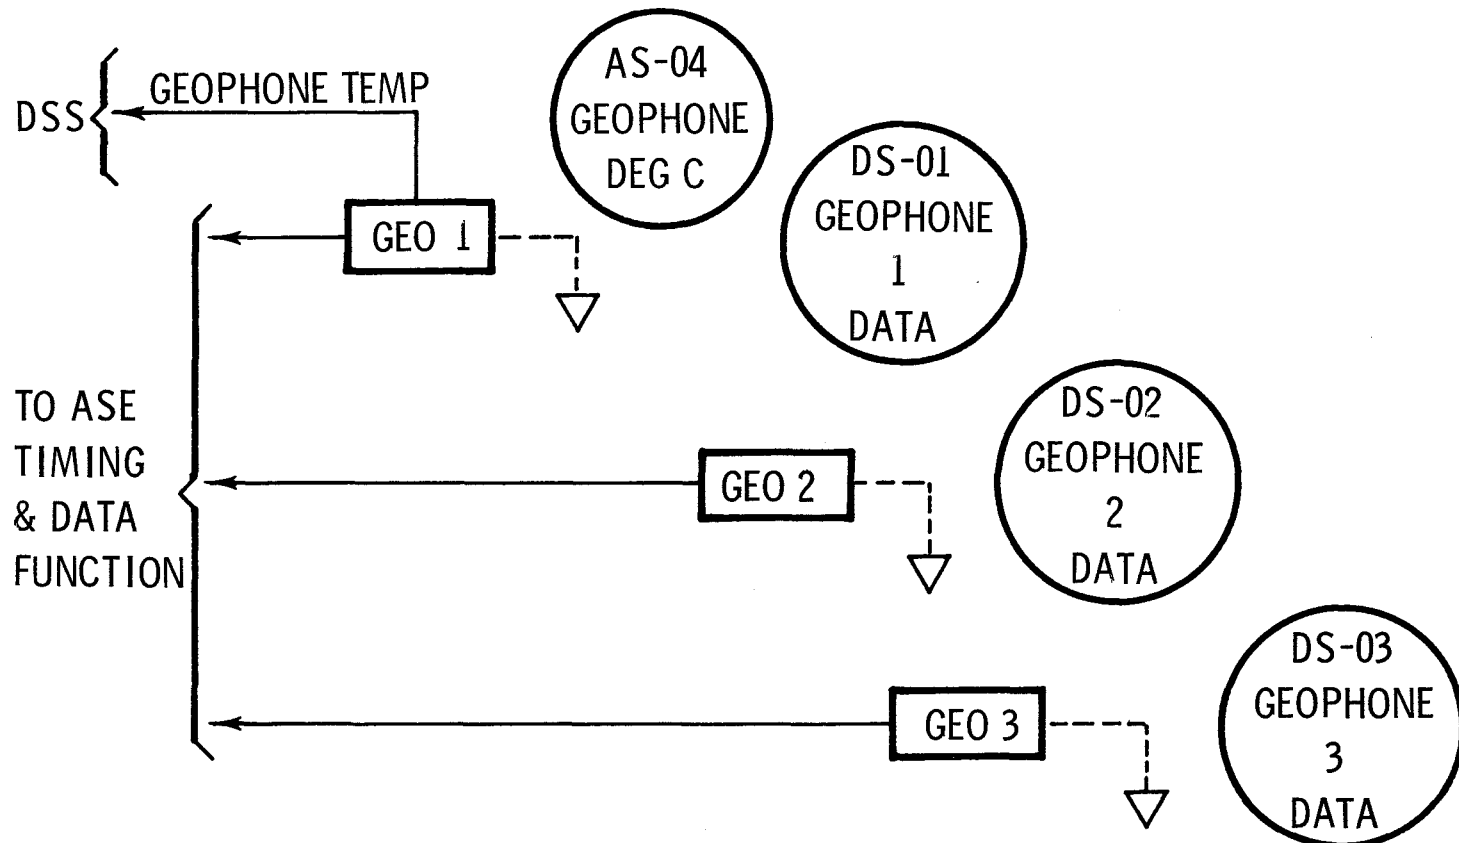 DSS
GEOPHONE TEMP
AS-04
GEOPHONE
DEG C
DS-01
GEOPHONE
1
DATA
GEO 1
TO ASE
TIMING
& DATA
FUNCTION
GEO 2
DS-02
GEOPHONE
2
DATA
GEO 3
DS-03
GEOPHONE
3
DATA